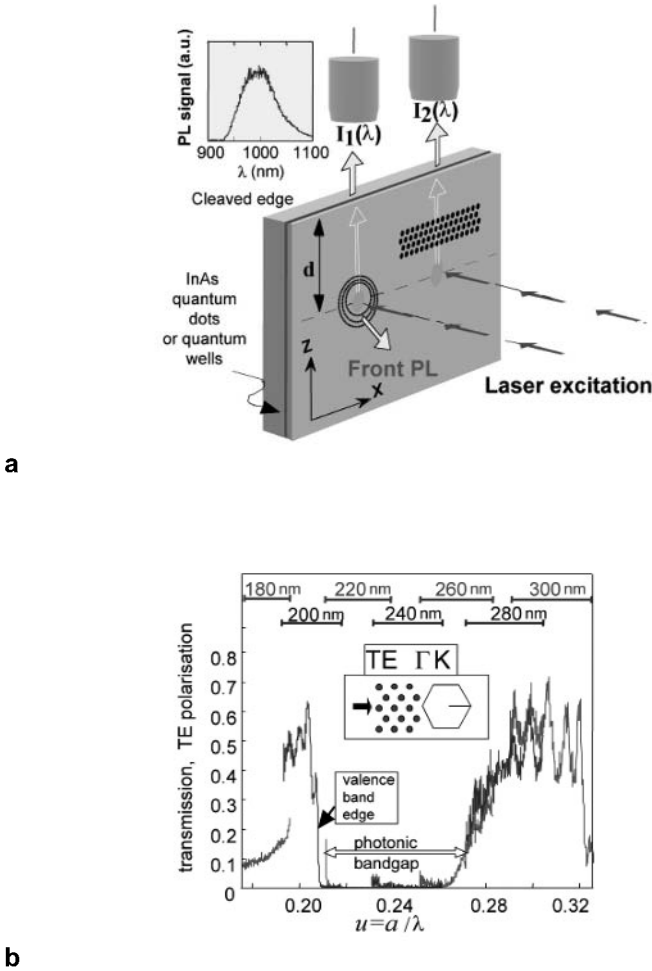 PL signal (a.u.)
900 1000 1100
λ (nm)
I1(λ)
I2(λ)
Cleaved edge
d
InAs
quantum
dots
or quantum
wells
Z
X
Front PL
Laser excitation
a
180 nm 220 nm 260 nm 300 nm
200 nm 240 nm 280 nm
TE ΓK
transmission, TE polarisation
0.8
0.7
0.6
0.5
0.4
0.3
0.2
0.1
0
valence
band
edge
photonic
bandgap
0.20 0.24 0.28 0.32
u=a/λ
b